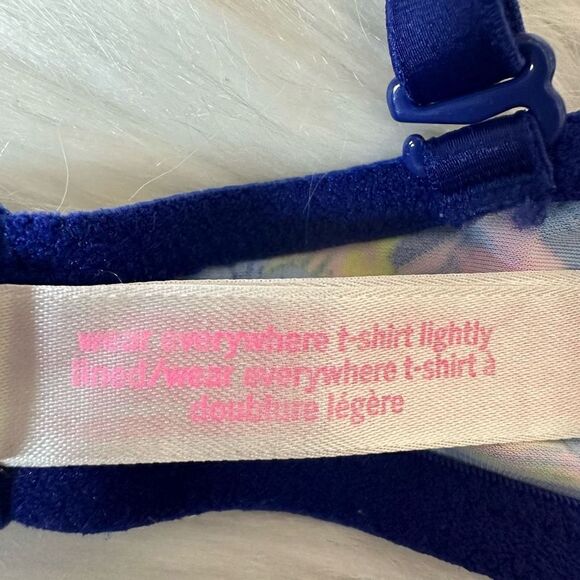 wear everywhere t-shirt lightly
lined/wear everywhere t-shirt à
doublure légère